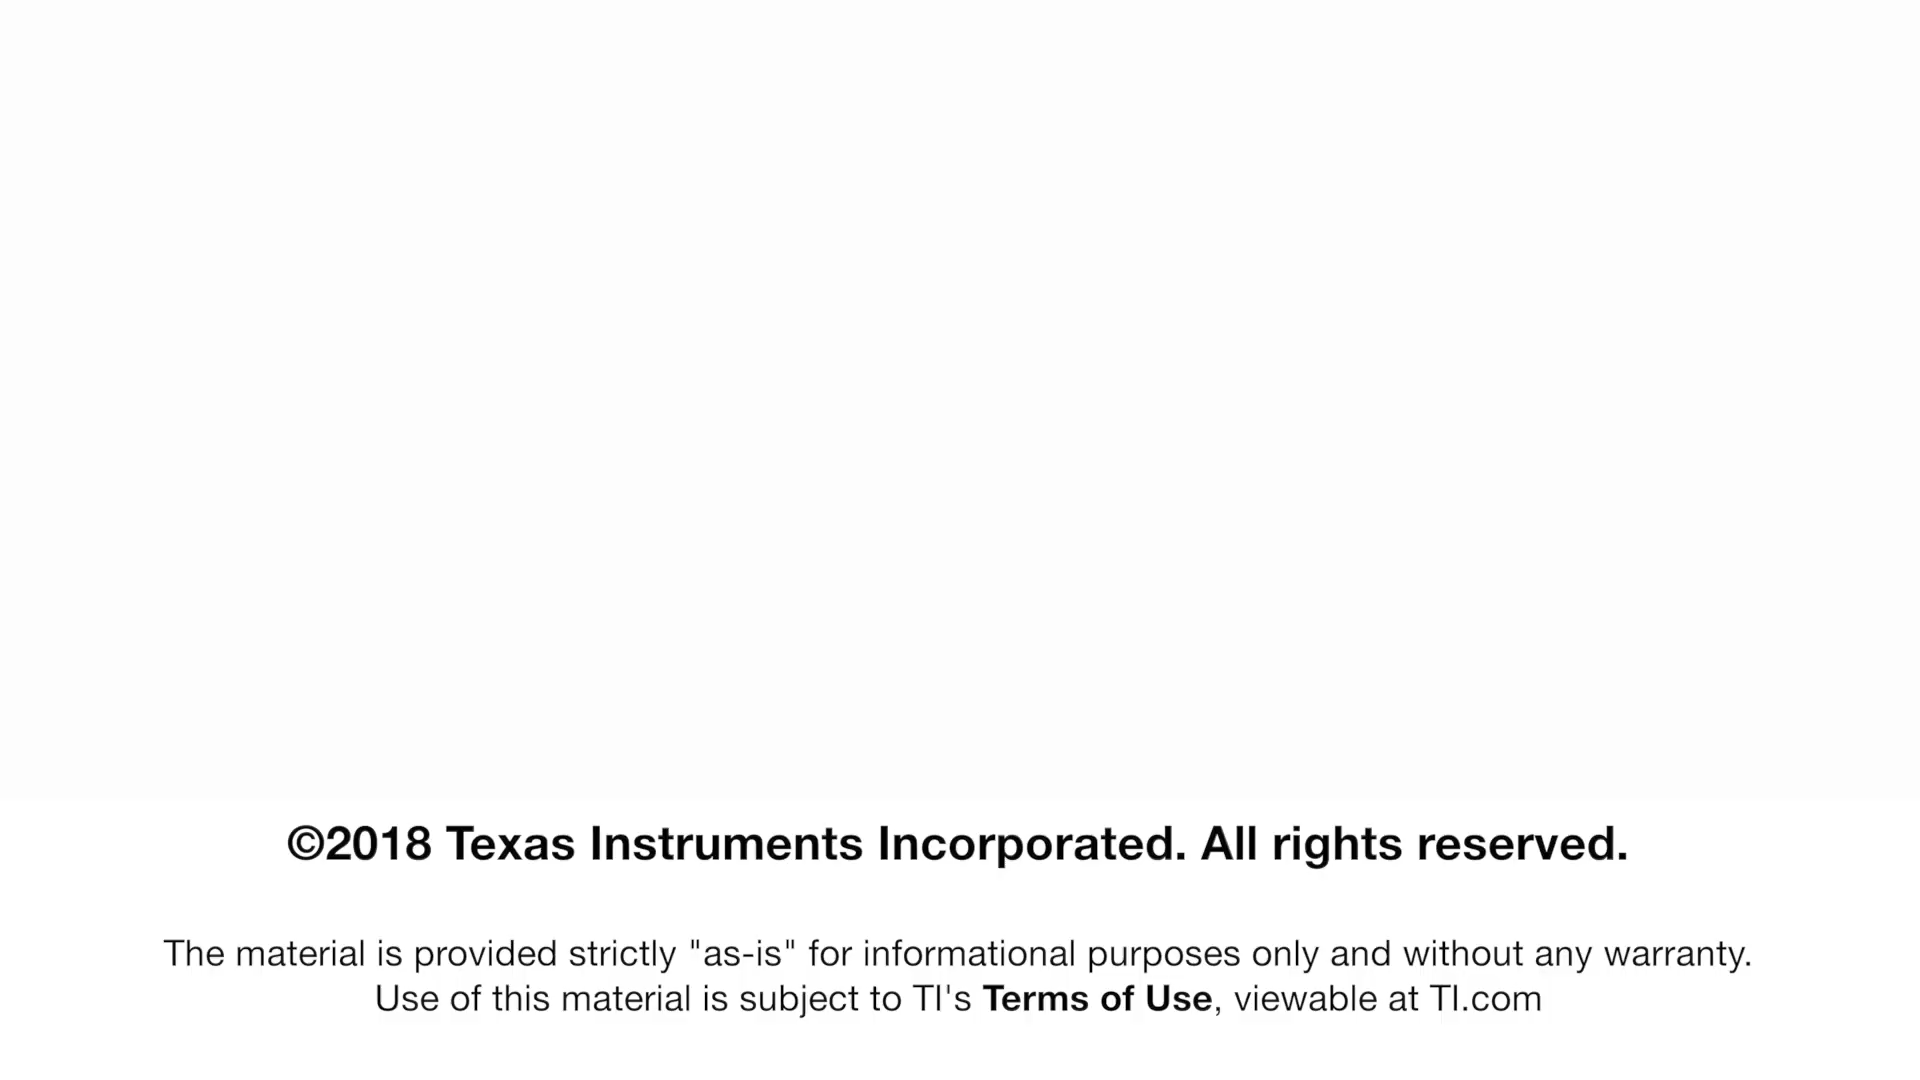 ©2018 Texas Instruments Incorporated. All rights reserved.
The material is provided strictly "as-is" for informational purposes only and without any warranty.
Use of this material is subject to TI's Terms of Use, viewable at TI.com